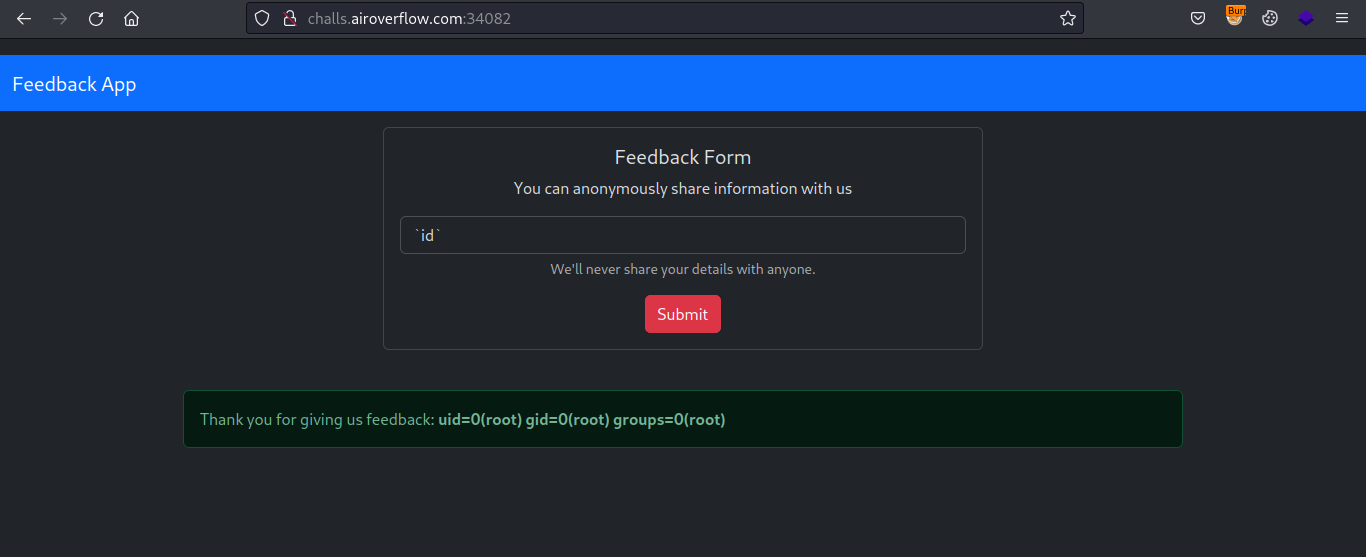 challs.airoverflow.com:34082
Burp
Feedback App
Feedback Form
You can anonymously share information with us
`id`
We'll never share your details with anyone.
Submit
Thank you for giving us feedback: uid=0(root) gid=0(root) groups=0(root)